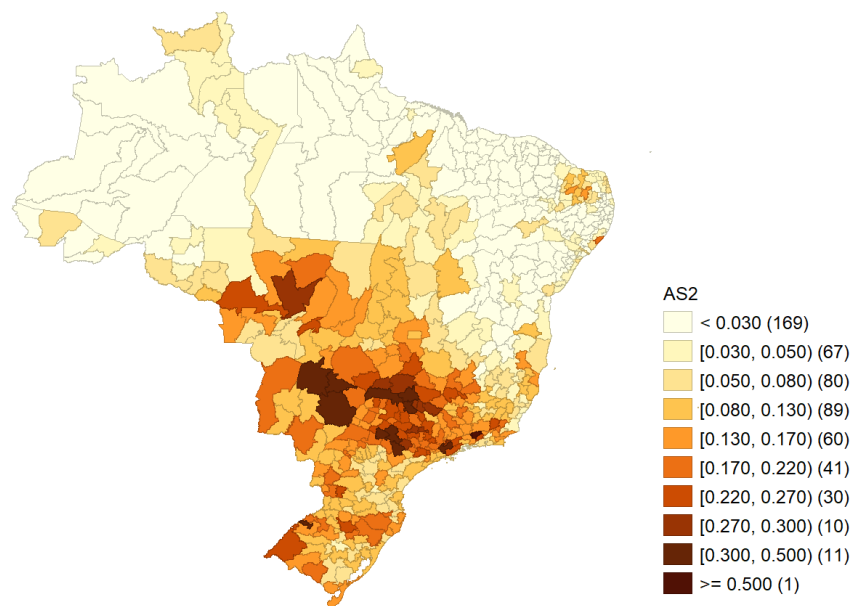 AS2
< 0.030 (169)
[0.030, 0.050) (67)
[0.050, 0.080) (80)
[0.080, 0.130) (89)
[0.130, 0.170) (60)
[0.170, 0.220) (41)
[0.220, 0.270) (30)
[0.270, 0.300) (10)
[0.300, 0.500) (11)
>= 0.500 (1)